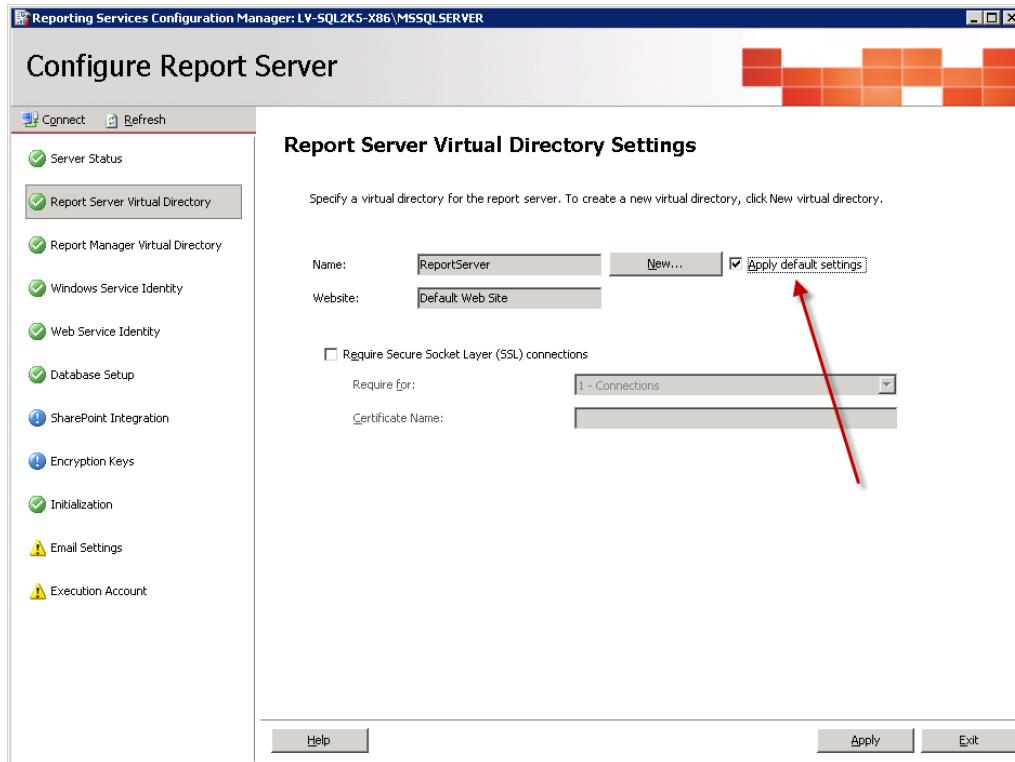 Reporting Services Configuration Manager: LV-SQL2K5-X86\MSSQLSERVER
Configure Report Server
Connect Refresh
Server Status
Report Server Virtual Directory
Report Manager Virtual Directory
Windows Service Identity
Web Service Identity
Database Setup
SharePoint Integration
Encryption Keys
Initialization
Email Settings
Execution Account
Report Server Virtual Directory Settings
Specify a virtual directory for the report server. To create a new virtual directory, click New virtual directory.
Name: ReportServer New... Apply default settings
Website: Default Web Site
Require Secure Socket Layer (SSL) connections
Require for: 1 - Connections
Certificate Name:
Help Apply Exit